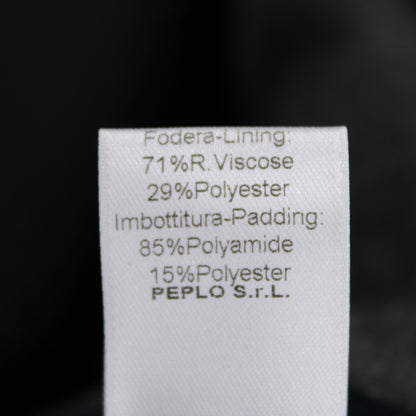 Fodera-Lining:
71%R.Viscose
29%Polyester
Imbottitura-Padding:
85%Polyamide
15%Polyester
PEPLO S.r.L.